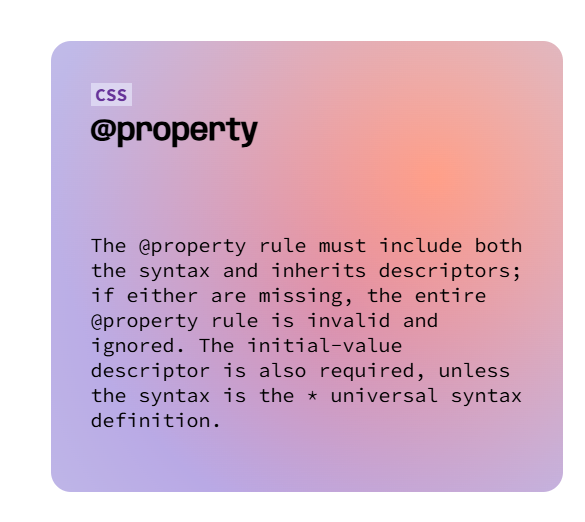 CSS
@property
The @property rule must include both
the syntax and inherits descriptors;
if either are missing, the entire
@property rule is invalid and
ignored. The initial-value
descriptor is also required, unless
the syntax is the * universal syntax
definition.